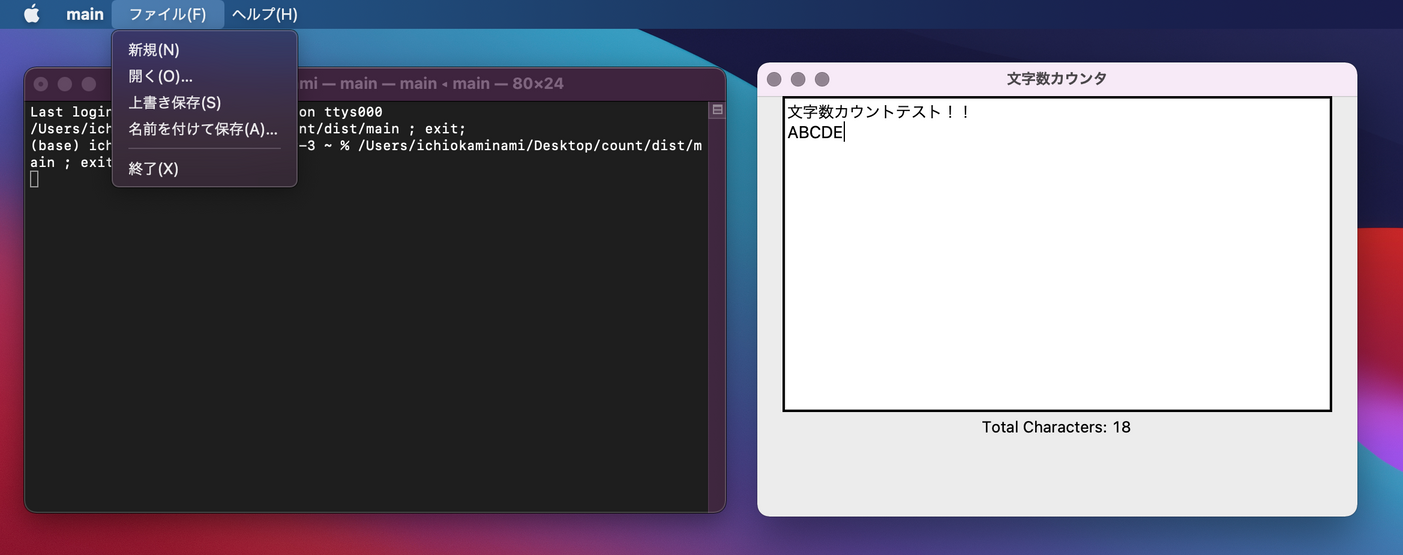 main ファイル(F) ヘルプ(H)
新規(N)
開く(O)...
上書き保存(S)
名前を付けて保存(A)...
終了(X)
mi — main — main ◂ main — 80×24
Last login on ttys000
/Users/ich nt/dist/main ; exit;
(base) ich -3 ~ % /Users/ichiokaminami/Desktop/count/dist/m
ain ; exit
文字数カウンタ
文字数カウントテスト！！
ABCDE
Total Characters: 18